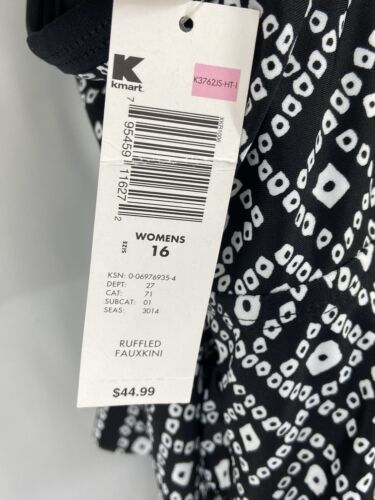 K
kmart.
K3762JS-HT-I
7 95459 11627 2
SIZE
WOMENS
16
KSN: 0-06976935-4
DEPT: 27
CAT: 71
SUBCAT: 01
SEAS: 3014
RUFFLED
FAUXKINI
$44.99